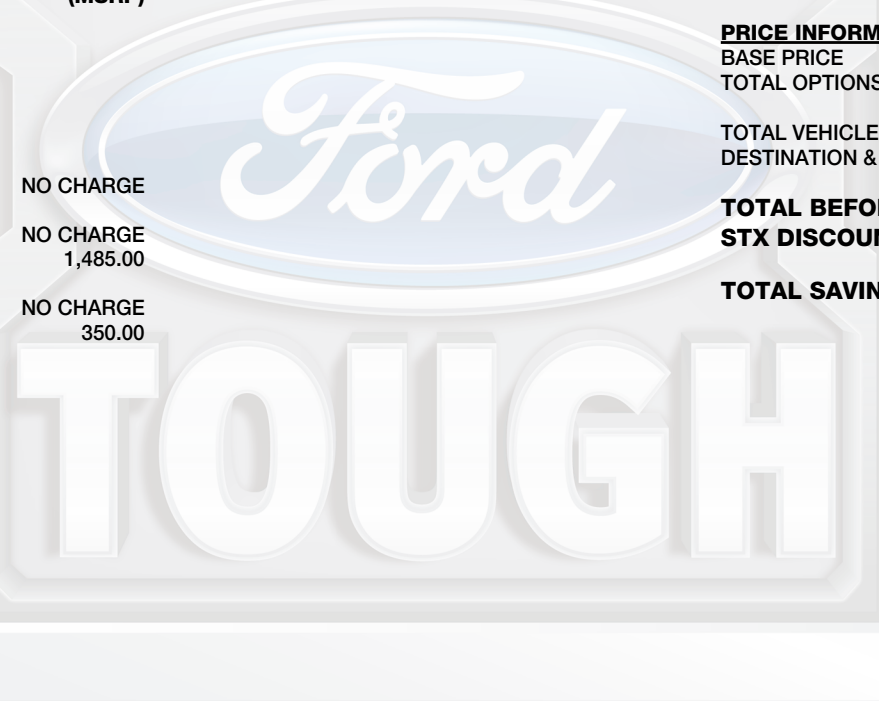 (MSRP)
NO CHARGE
NO CHARGE
1,485.00
NO CHARGE
350.00
PRICE INFORM
BASE PRICE
TOTAL OPTIONS
TOTAL VEHICLE
DESTINATION &
TOTAL BEFO
STX DISCOUN
TOTAL SAVIN
Ford
TOUGH